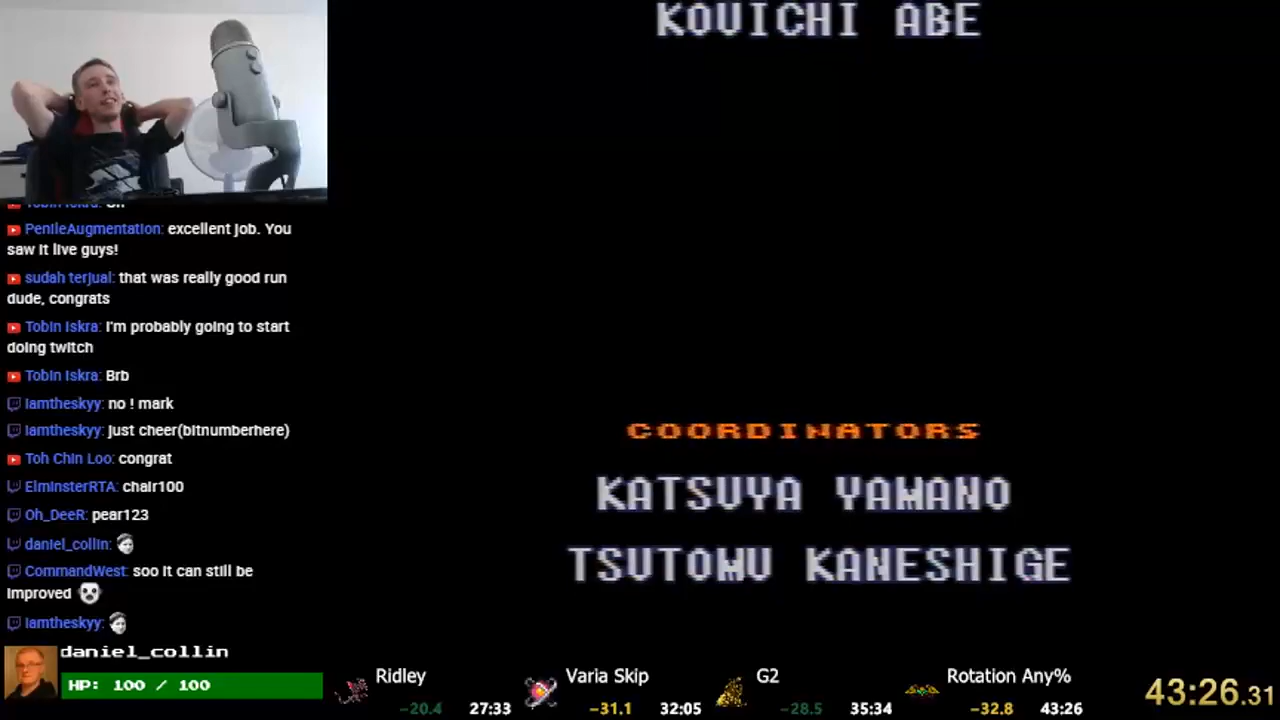 KOUICHI ABE
PenileAugmentation: excellent job. You
saw it live guys!
sudah terjual: that was really good run
dude, congrats
Tobin Iskra: I'm probably going to start
doing twitch
Tobin Iskra: Brb
Iamtheskyy: no ! mark
Iamtheskyy: just cheer(bitnumberhere)
Toh Chin Loo: congrat
ElminsterRTA: chair100
Oh_DeeR: pear123
daniel_collin:
CommandWest: soo it can still be
improved
Iamtheskyy:
COORDINATORS
KATSUYA YAMANO
TSUTOMU KANESHIGE
daniel_collin
HP: 100 / 100
Ridley
-20.4 27:33
Varia Skip
-31.1 32:05
G2
-28.5 35:34
Rotation Any%
-32.8 43:26
43:26.31